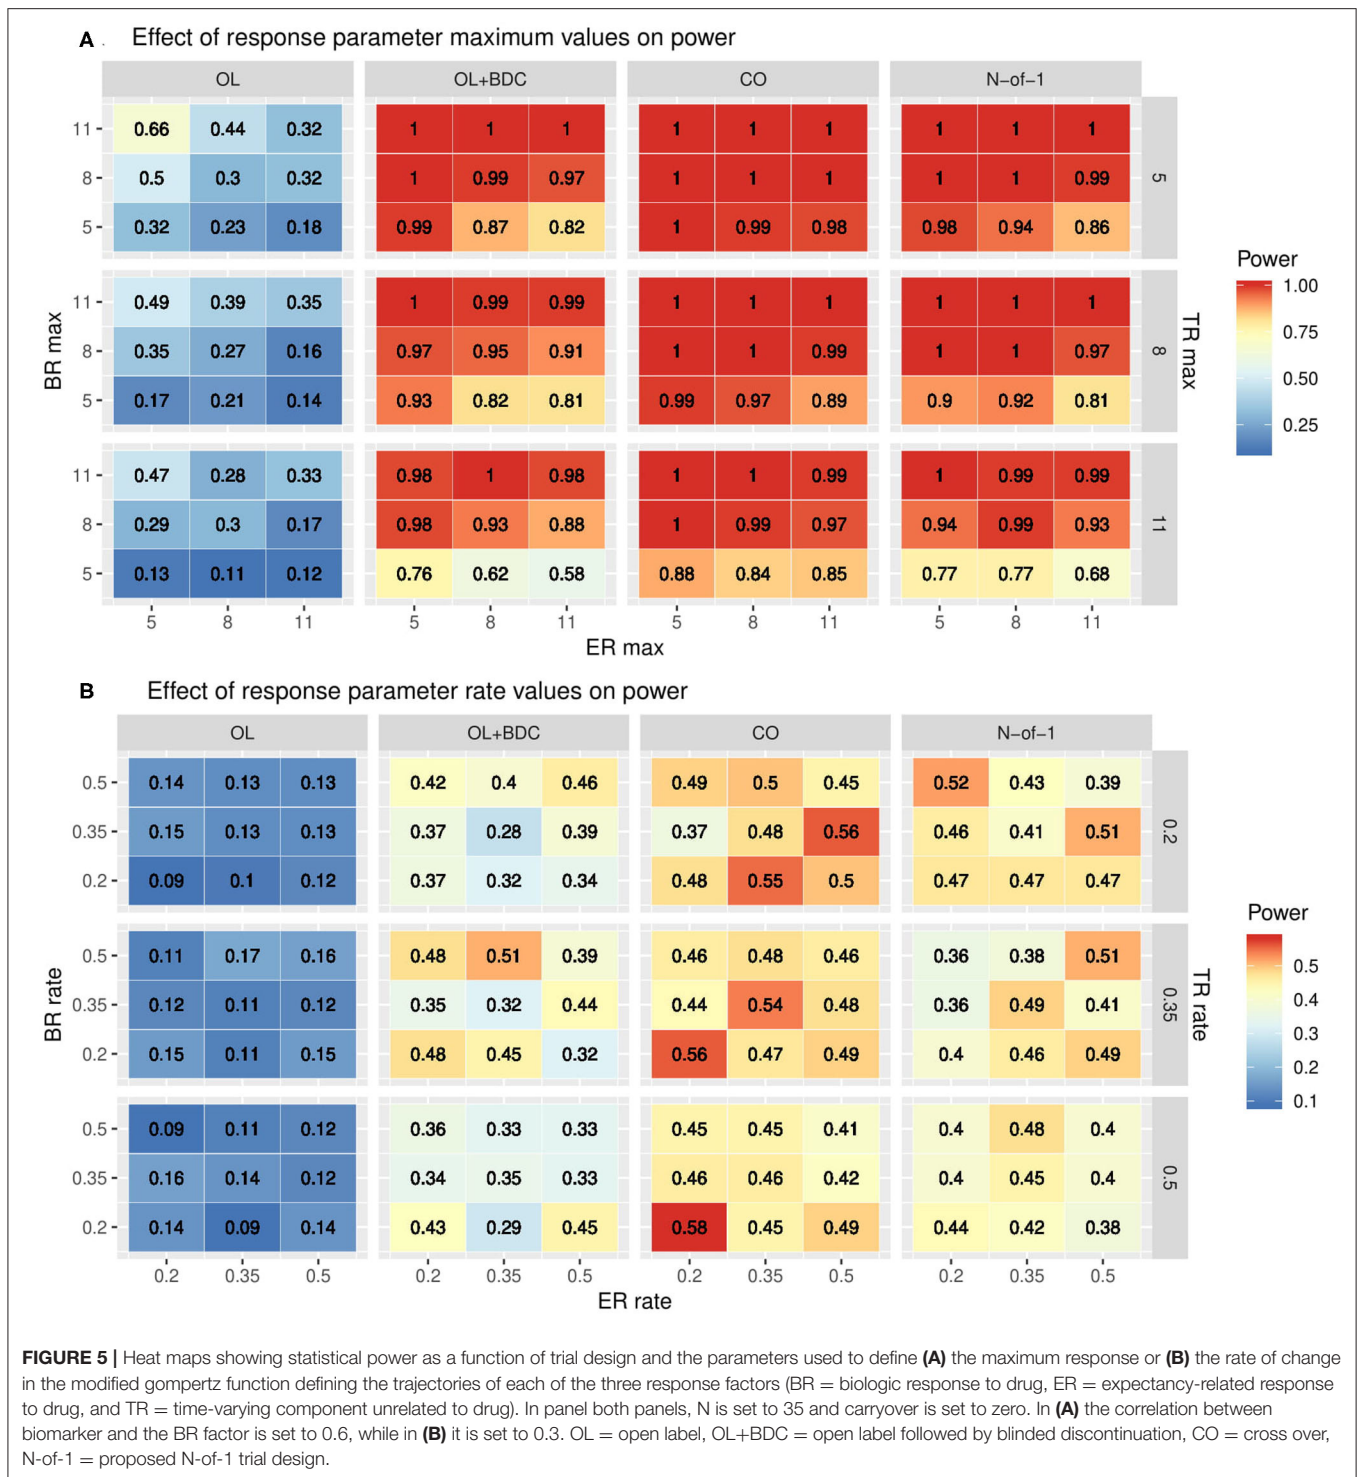 A . Effect of response parameter maximum values on power
OL OL+BDC CO N-of-1
11 0.66 0.44 0.32 1 1 1 1 1 1 1 1 1
8 0.5 0.3 0.32 1 0.99 0.97 1 1 1 1 1 0.99 5
5 0.32 0.23 0.18 0.99 0.87 0.82 1 0.99 0.98 0.98 0.94 0.86
11 0.49 0.39 0.35 1 0.99 0.99 1 1 1 1 1 1
8 0.35 0.27 0.16 0.97 0.95 0.91 1 1 0.99 1 1 0.97 8
5 0.17 0.21 0.14 0.93 0.82 0.81 0.99 0.97 0.89 0.9 0.92 0.81
11 0.47 0.28 0.33 0.98 1 0.98 1 1 0.99 1 0.99 0.99
8 0.29 0.3 0.17 0.98 0.93 0.88 1 0.99 0.97 0.94 0.99 0.93 11
5 0.13 0.11 0.12 0.76 0.62 0.58 0.88 0.84 0.85 0.77 0.77 0.68
5 8 11 5 8 11 5 8 11 5 8 11
ER max
BR max
TR max
Power
1.00
0.75
0.50
0.25
B Effect of response parameter rate values on power
OL OL+BDC CO N-of-1
0.5 0.14 0.13 0.13 0.42 0.4 0.46 0.49 0.5 0.45 0.52 0.43 0.39
0.35 0.15 0.13 0.13 0.37 0.28 0.39 0.37 0.48 0.56 0.46 0.41 0.51 0.2
0.2 0.09 0.1 0.12 0.37 0.32 0.34 0.48 0.55 0.5 0.47 0.47 0.47
0.5 0.11 0.17 0.16 0.48 0.51 0.39 0.46 0.48 0.46 0.36 0.38 0.51
0.35 0.12 0.11 0.12 0.35 0.32 0.44 0.44 0.54 0.48 0.36 0.49 0.41 0.35
0.2 0.15 0.11 0.15 0.48 0.45 0.32 0.56 0.47 0.49 0.4 0.46 0.49
0.5 0.09 0.11 0.12 0.36 0.33 0.33 0.45 0.45 0.41 0.4 0.48 0.4
0.35 0.16 0.14 0.12 0.34 0.35 0.33 0.46 0.46 0.42 0.4 0.45 0.4 0.5
0.2 0.14 0.09 0.14 0.43 0.29 0.45 0.58 0.45 0.49 0.44 0.42 0.38
0.2 0.35 0.5 0.2 0.35 0.5 0.2 0.35 0.5 0.2 0.35 0.5
ER rate
BR rate
TR rate
Power
0.5
0.4
0.3
0.2
0.1
FIGURE 5 | Heat maps showing statistical power as a function of trial design and the parameters used to define (A) the maximum response or (B) the rate of change
in the modified gompertz function defining the trajectories of each of the three response factors (BR = biologic response to drug, ER = expectancy-related response
to drug, and TR = time-varying component unrelated to drug). In panel both panels, N is set to 35 and carryover is set to zero. In (A) the correlation between
biomarker and the BR factor is set to 0.6, while in (B) it is set to 0.3. OL = open label, OL+BDC = open label followed by blinded discontinuation, CO = cross over,
N-of-1 = proposed N-of-1 trial design.